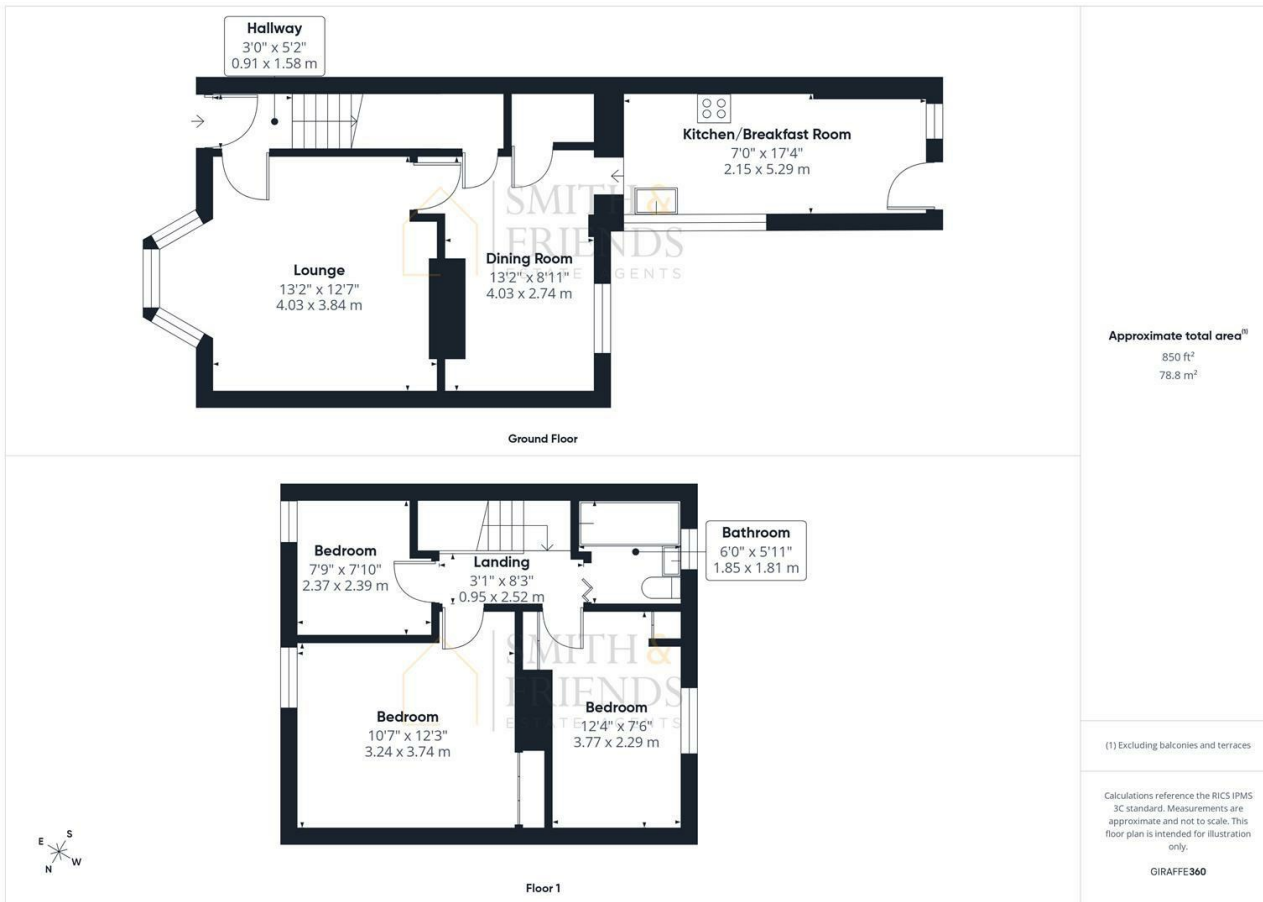 Hallway
3'0" x 5'2"
0.91 x 1.58 m
Kitchen/Breakfast Room
7'0" x 17'4"
2.15 x 5.29 m
SMITH &
FRIENDS
ESTATE AGENTS
Lounge
13'2" x 12'7"
4.03 x 3.84 m
Dining Room
13'2" x 8'11"
4.03 x 2.74 m
Ground Floor
Approximate total area(1)
850 ft²
78.8 m²
Bedroom
7'9" x 7'10"
2.37 x 2.39 m
Landing
3'1" x 8'3"
0.95 x 2.52 m
Bathroom
6'0" x 5'11"
1.85 x 1.81 m
SMITH &
FRIENDS
ESTATE AGENTS
Bedroom
10'7" x 12'3"
3.24 x 3.74 m
Bedroom
12'4" x 7'6"
3.77 x 2.29 m
E S
N W
Floor 1
(1) Excluding balconies and terraces
Calculations reference the RICS IPMS
3C standard. Measurements are
approximate and not to scale. This
floor plan is intended for illustration
only.
GIRAFFE360